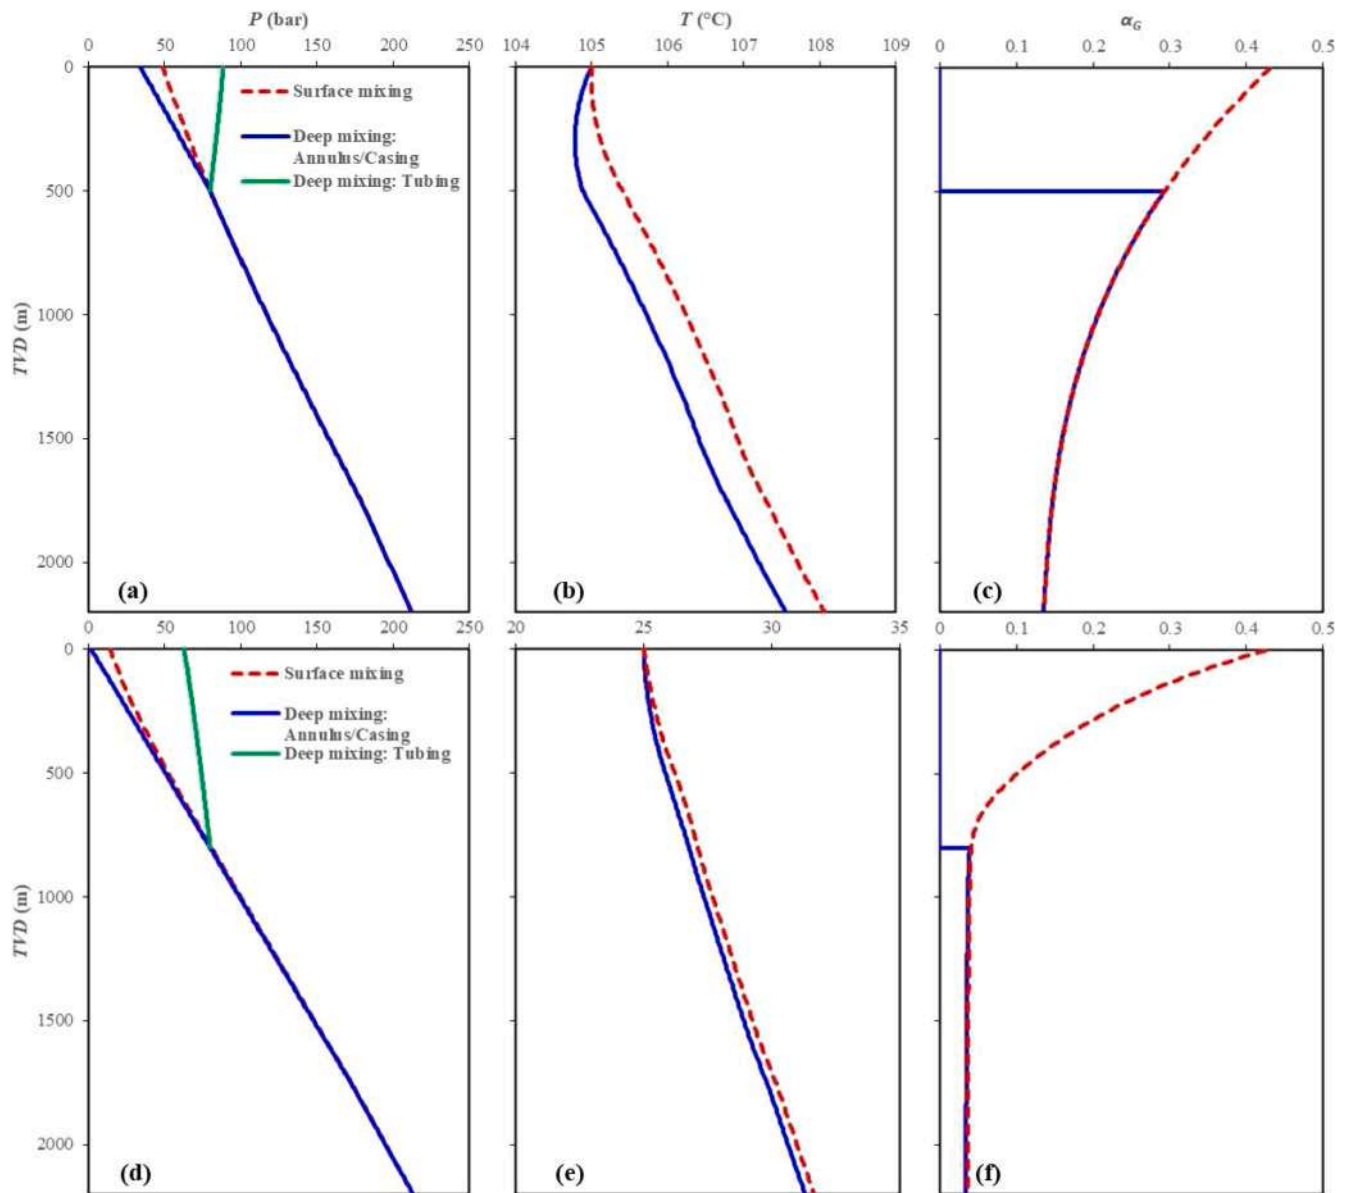 P (bar)
T (°C)
α_G
0 50 100 150 200 250
104 105 106 107 108 109
0 0.1 0.2 0.3 0.4 0.5
0
500
1000
1500
2000
TVD (m)
Surface mixing
Deep mixing:
Annulus/Casing
Deep mixing: Tubing
(a)
(b)
(c)
0 50 100 150 200 250
20 25 30 35
0 0.1 0.2 0.3 0.4 0.5
0
500
1000
1500
2000
TVD (m)
Surface mixing
Deep mixing:
Annulus/Casing
Deep mixing: Tubing
(d)
(e)
(f)